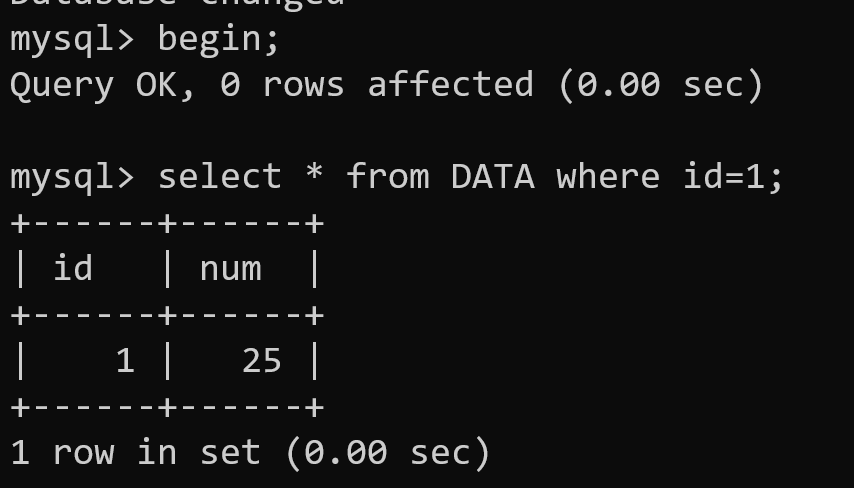 Database changed
mysql> begin;
Query OK, 0 rows affected (0.00 sec)
mysql> select * from DATA where id=1;
+------+------+
| id   | num  |
+------+------+
|    1 |   25 |
+------+------+
1 row in set (0.00 sec)